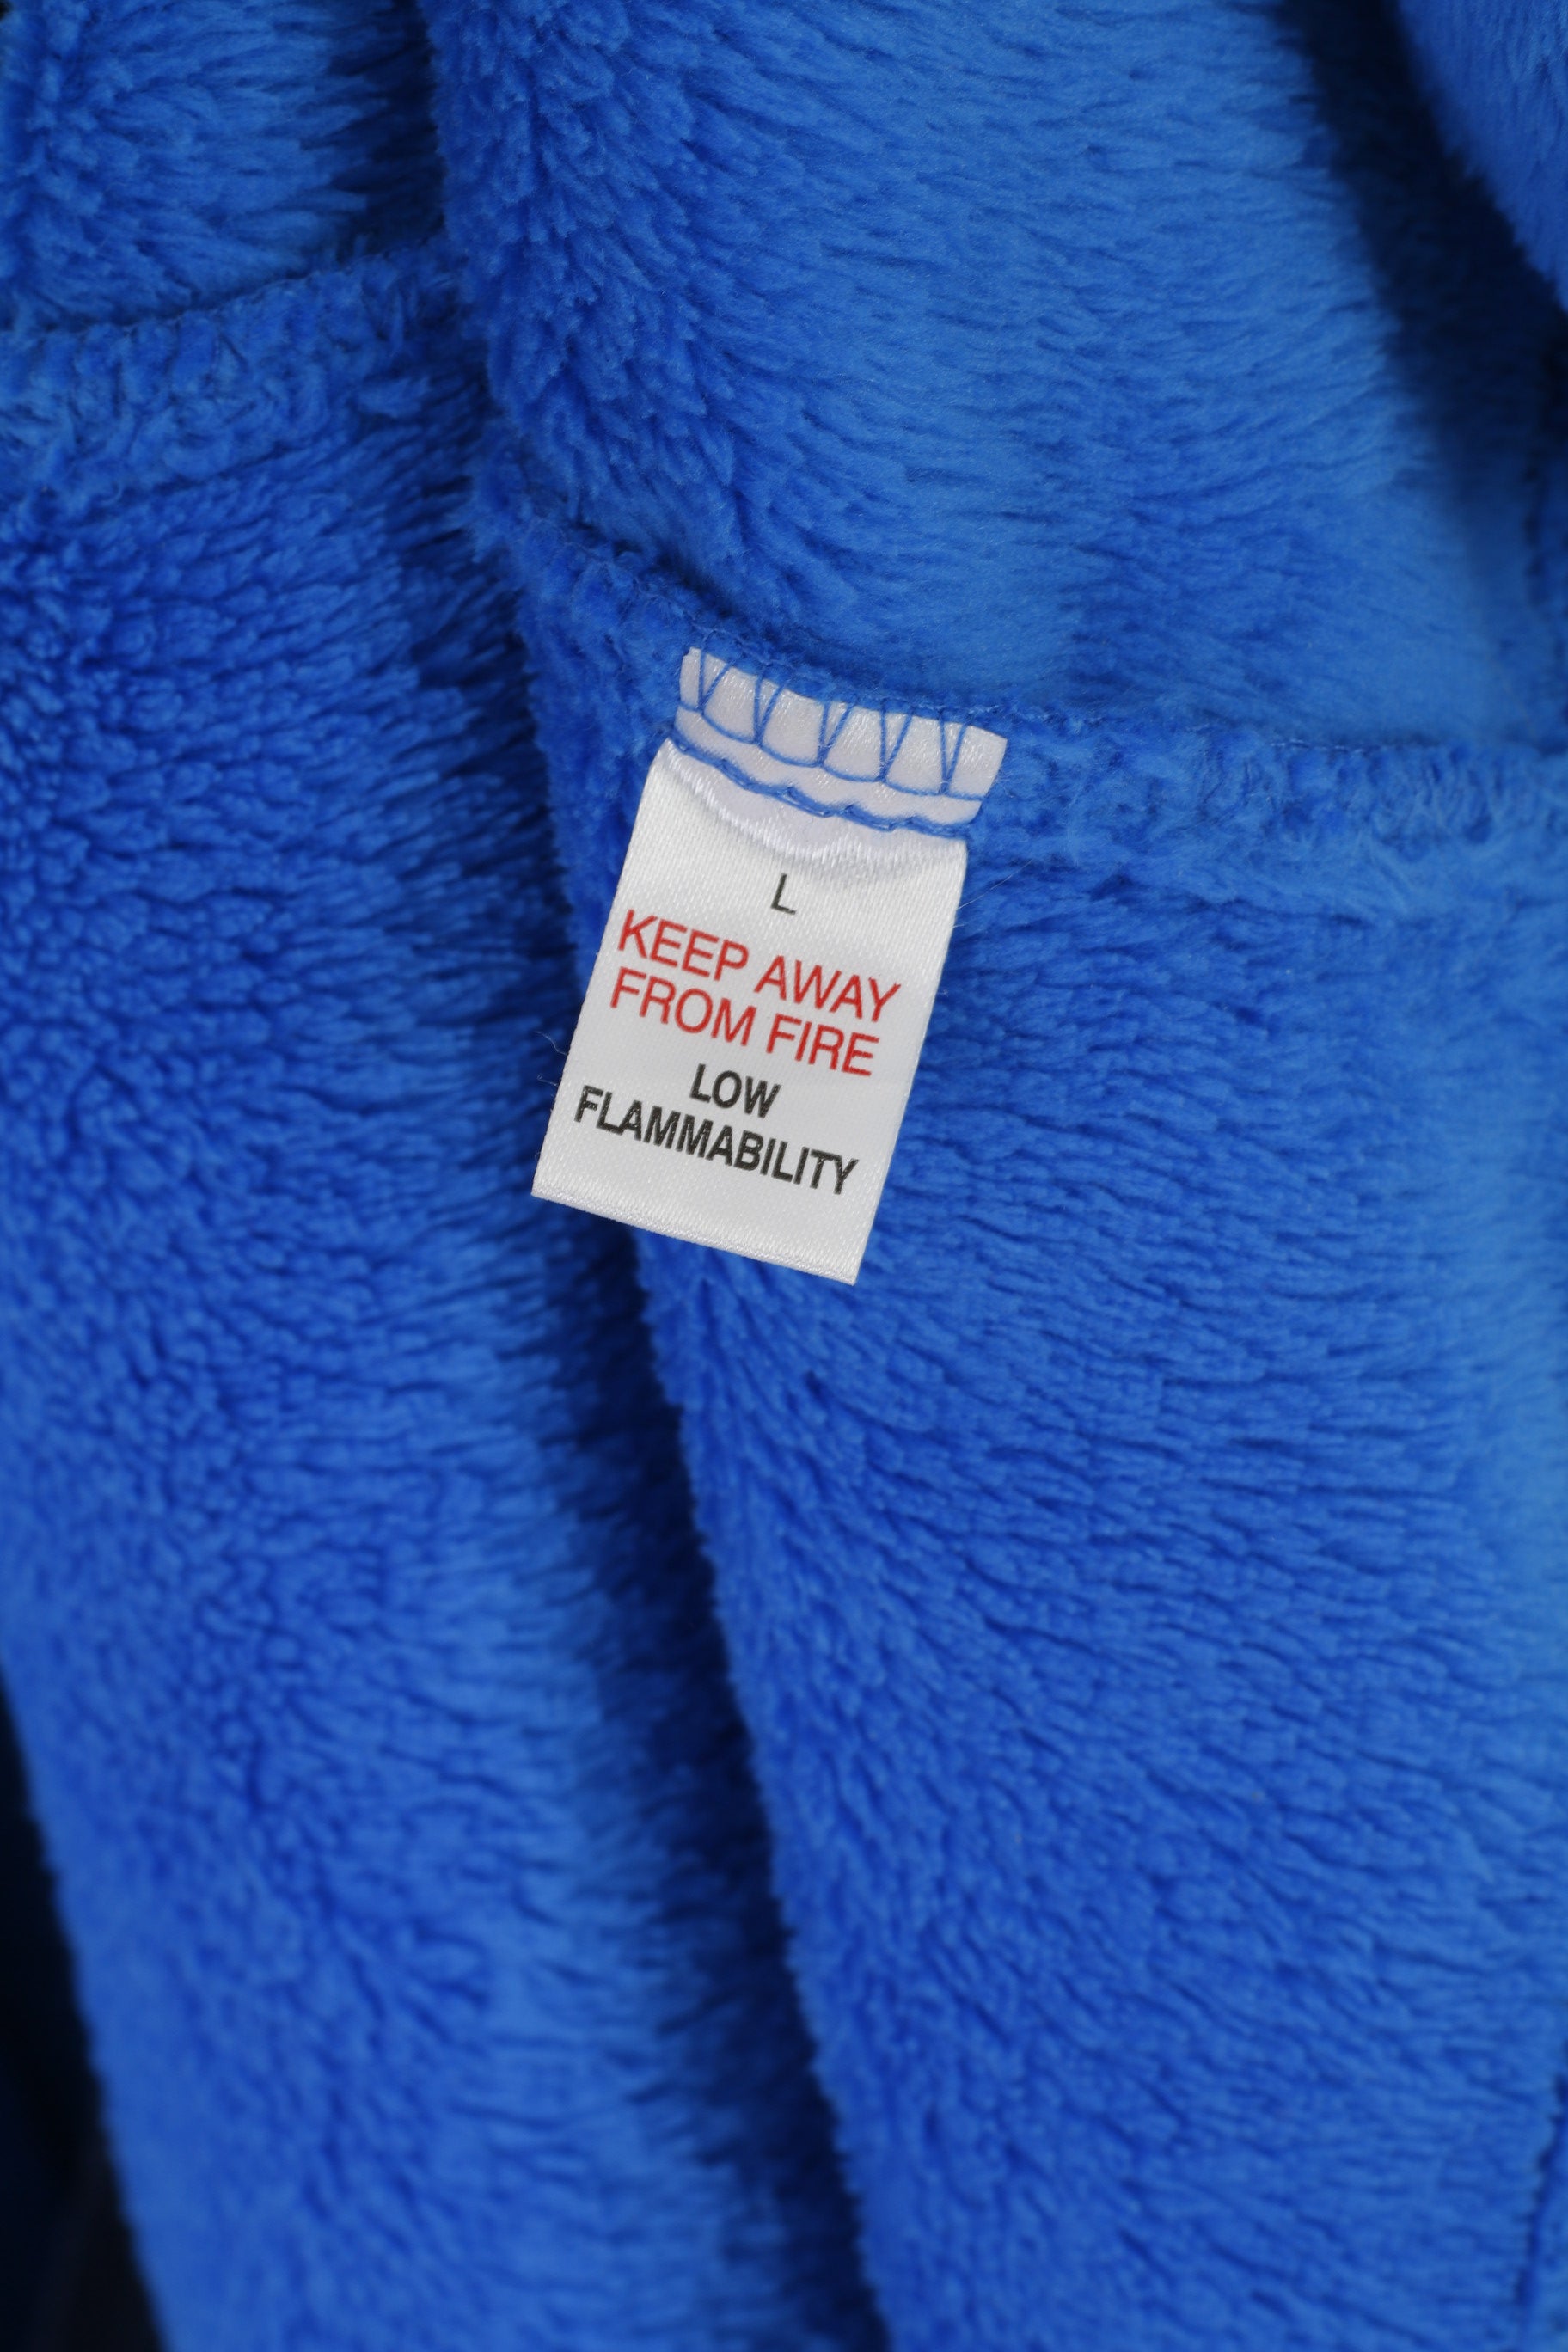 L
KEEP AWAY
FROM FIRE
LOW
FLAMMABILITY